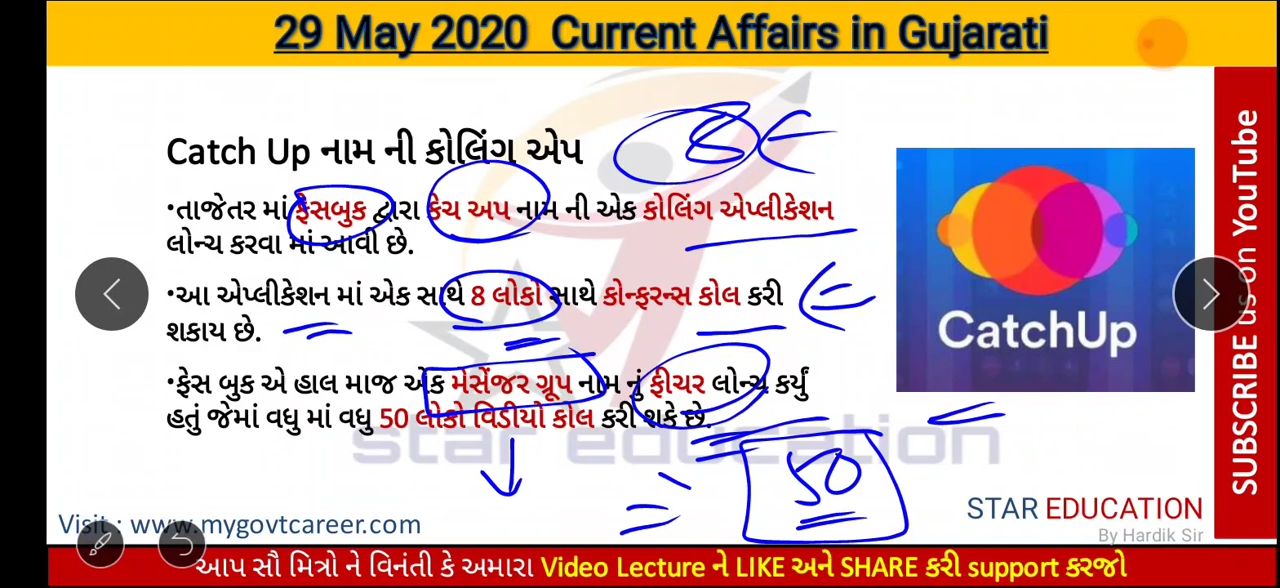 29 May 2020 Current Affairs in Gujarati
Catch Up નામ ની કોલિંગ એપ
8
•તાજેતર માં ફેસબુક દ્વારા કેચ અપ નામ ની એક કોલિંગ એપ્લીકેશન
લોન્ચ કરવા માં આવી છે.
•આ એપ્લીકેશન માં એક સાથે 8 લોકો સાથે કોન્ફરન્સ કોલ કરી
શકાય છે.
•ફેસ બુક એ હાલ માજ એક મેસેંજર ગ્રૂપ નામ નું ફીચર લોન્ચ કર્યું
હતું જેમાં વધુ માં વધુ 50 લોકો વિડીયો કોલ કરી શકે છે.
50
CatchUp
star education
STAR EDUCATION
By Hardik Sir
Visit : www.mygovtcareer.com
SUBSCRIBE us on YouTube
આપ સૌ મિત્રો ને વિનંતી કે અમારા Video Lecture ને LIKE અને SHARE કરી support કરજો